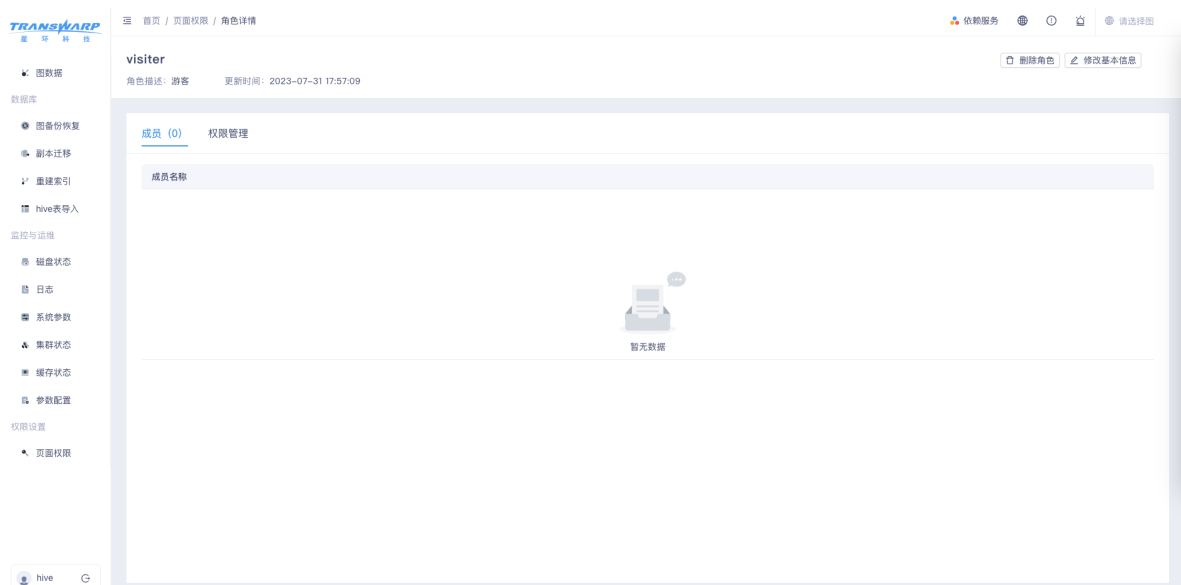 TRANSWARP
星 环 科 技
图数据
数据库
图备份恢复
副本迁移
重建索引
hive表导入
监控与运维
磁盘状态
日志
系统参数
集群状态
缓存状态
参数配置
权限设置
页面权限
hive
首页 / 页面权限 / 角色详情
依赖服务
请选择图
visiter
删除角色
修改基本信息
角色描述：游客 更新时间：2023-07-31 17:57:09
成员（0） 权限管理
成员名称
暂无数据